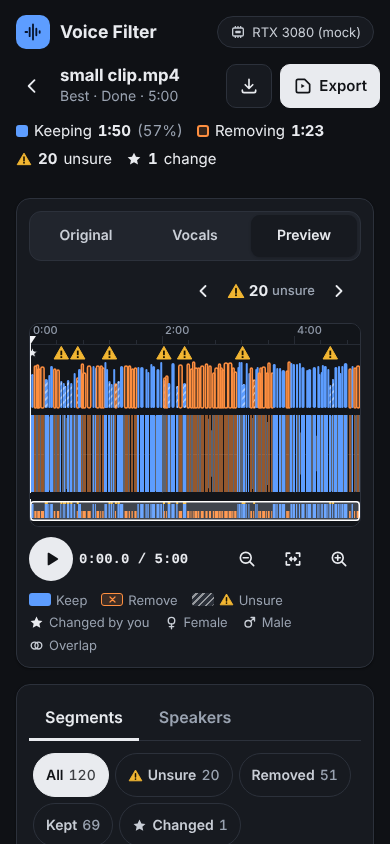 Voice Filter
RTX 3080 (mock)
small clip.mp4
Best · Done · 5:00
Export
Keeping 1:50 (57%) Removing 1:23
20 unsure 1 change
Original Vocals Preview
20 unsure
0:00 2:00 4:00
0:00.0 / 5:00
Keep Remove Unsure
Changed by you Female Male
Overlap
Segments Speakers
All 120 Unsure 20 Removed 51
Kept 69 Changed 1